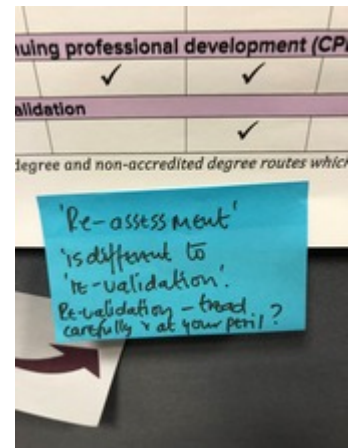 uing professional development (CP
✓ ✓
alidation
✓
degree and non-accredited degree routes which
'Re-assessment'
is different to
're-validation'.
Re-validation - tread
carefully & at your peril?